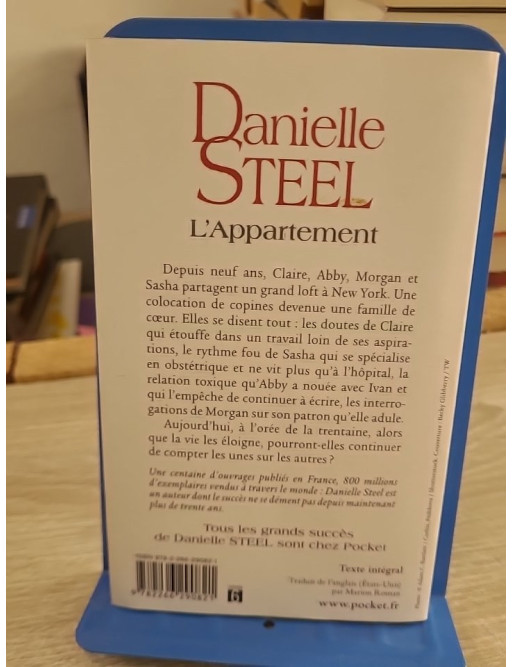 Danielle
STEEL
L'Appartement
Depuis neuf ans, Claire, Abby, Morgan et
Sasha partagent un grand loft à New York. Une
colocation de copines devenue une famille de
cœur. Elles se disent tout : les doutes de Claire
qui étouffe dans un travail loin de ses aspira-
tions, le rythme fou de Sasha qui se spécialise
en obstétrique et ne vit plus qu'à l'hôpital, la
relation toxique qu'Abby a nouée avec Ivan et
qui l'empêche de continuer à écrire, les interro-
gations de Morgan sur son patron qu'elle adule.
Aujourd'hui, à l'orée de la trentaine, alors
que la vie les éloigne, pourront-elles continuer
de compter les unes sur les autres ?
Une centaine d'ouvrages publiés en France, 800 millions
d'exemplaires vendus à travers le monde : Danielle Steel est
un auteur dont le succès ne se dément pas depuis maintenant
plus de trente ans.
Tous les grands succès
de Danielle STEEL sont chez Pocket
Texte intégral
Traduit de l'anglais (États-Unis)
par Marion Roman
www.pocket.fr
6